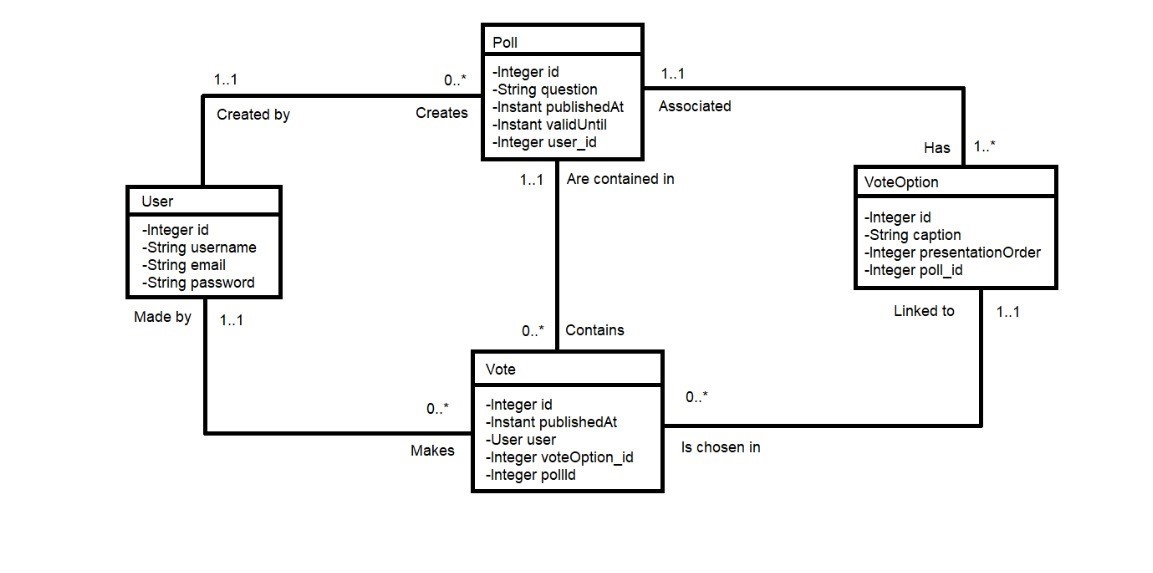 Poll
-Integer id
-String question
-Instant publishedAt
-Instant validUntil
-Integer user_id
1..1
0..*
Created by
Creates
1..1
Associated
Has
1..*
User
-Integer id
-String username
-String email
-String password
1..1
Are contained in
VoteOption
-Integer id
-String caption
-Integer presentationOrder
-Integer poll_id
Made by
1..1
Linked to
1..1
0..*
Contains
Vote
-Integer id
-Instant publishedAt
-User user
-Integer voteOption_id
-Integer pollId
0..*
Makes
0..*
Is chosen in